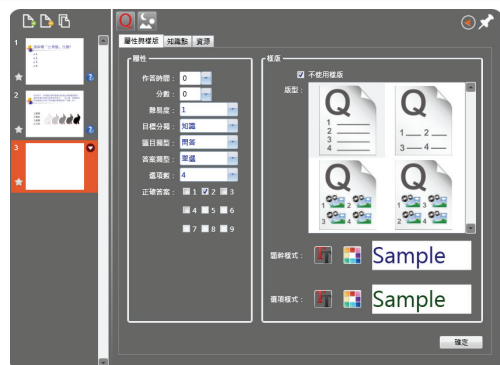 屬性與樣版 知識點 資源
屬性
作答時間： 0
分數： 0
難易度： 1
目標分類： 知識
題目類型： 問答
答案類型： 單選
選項數： 4
正確答案： 1 2 3
4 5 6
7 8 9
樣版
不使用樣版
版型：
Q
1
2
3
4
Q
1 2
3 4
Q
1 2
3 4
Q
1 2
3 4
題幹樣式： Sample
選項樣式： Sample
確定
1
2
3